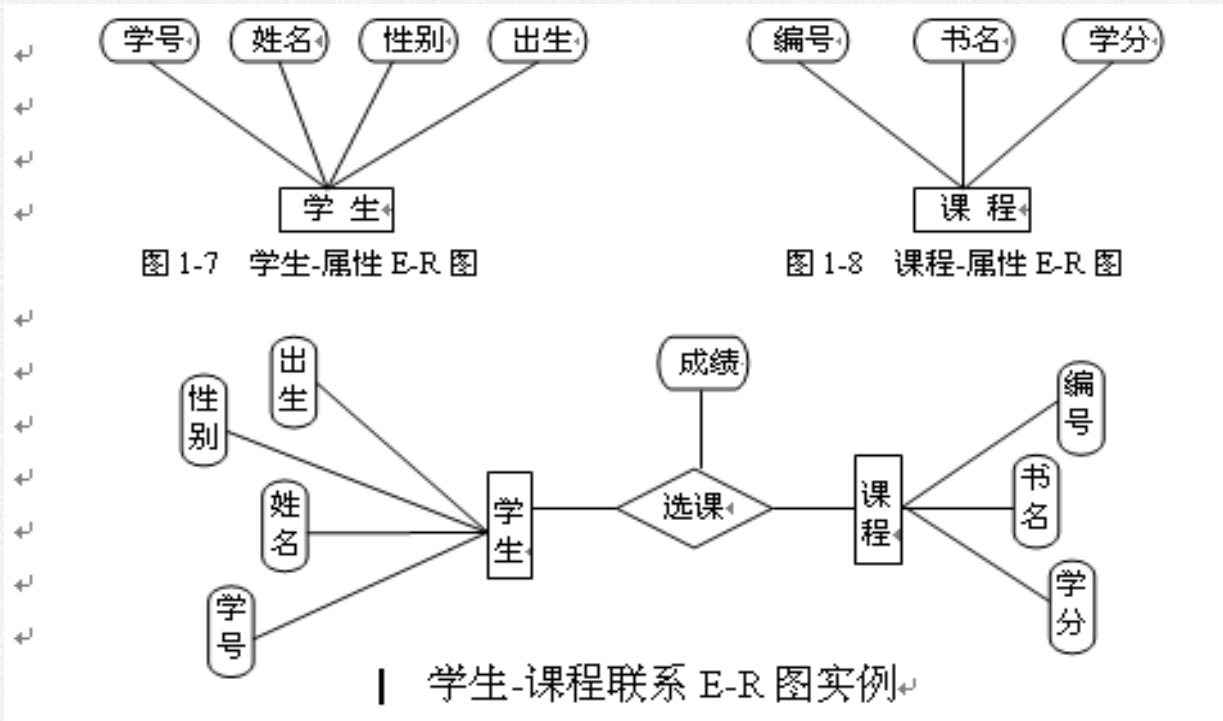 学号 姓名 性别 出生 编号 书名 学分
学 生 课 程
图 1-7 学生-属性 E-R 图 图 1-8 课程-属性 E-R 图
出生
成绩
性别
编号
书名
姓名
学生
选课
课程
学分
学号
学生-课程联系 E-R 图实例